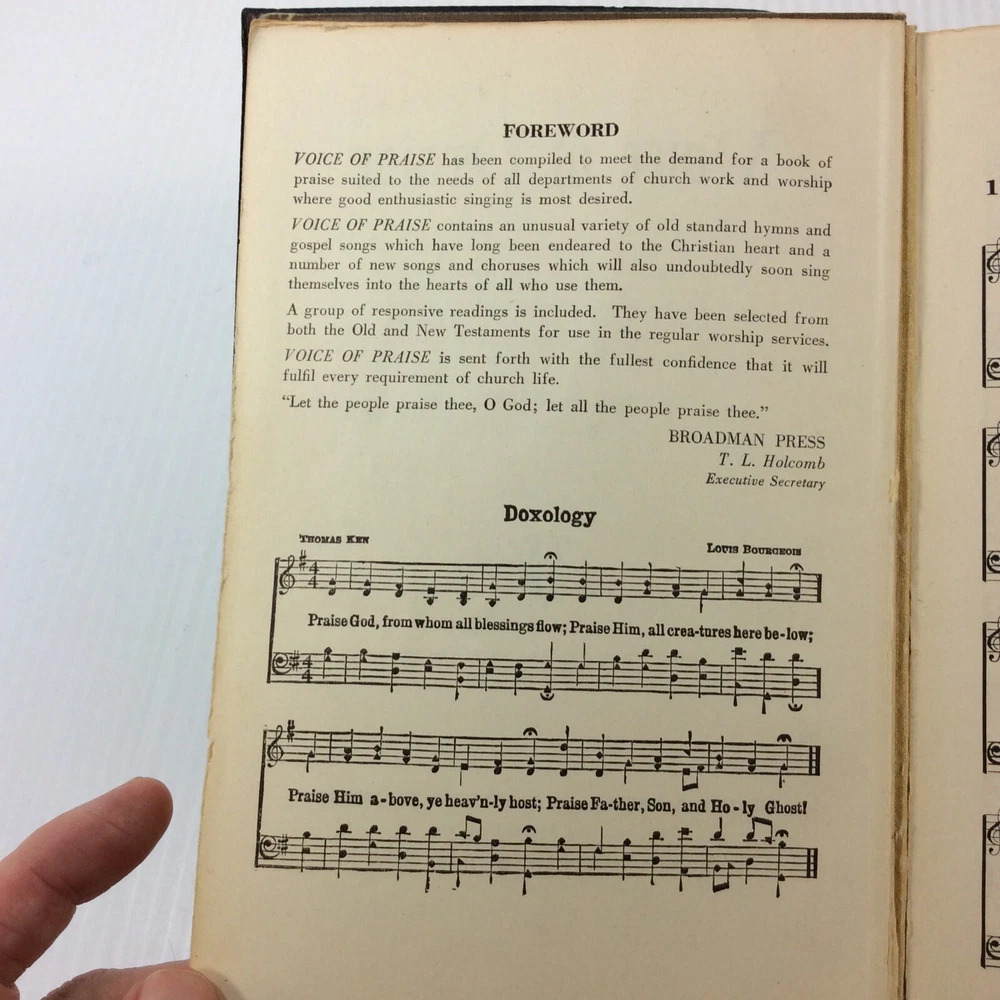 FOREWORD
VOICE OF PRAISE has been compiled to meet the demand for a book of
praise suited to the needs of all departments of church work and worship
where good enthusiastic singing is most desired.
VOICE OF PRAISE contains an unusual variety of old standard hymns and
gospel songs which have long been endeared to the Christian heart and a
number of new songs and choruses which will also undoubtedly soon sing
themselves into the hearts of all who use them.
A group of responsive readings is included. They have been selected from
both the Old and New Testaments for use in the regular worship services.
VOICE OF PRAISE is sent forth with the fullest confidence that it will
fulfil every requirement of church life.
“Let the people praise thee, O God; let all the people praise thee.”
BROADMAN PRESS
T. L. Holcomb
Executive Secretary
Doxology
THOMAS KEN
LOUIS BOURGEOIS
4
4
Praise God, from whom all blessings flow; Praise Him, all crea-tures here be-low;
4
4
Praise Him a-bove, ye heav'n-ly host; Praise Fa-ther, Son, and Ho-ly Ghost!
1